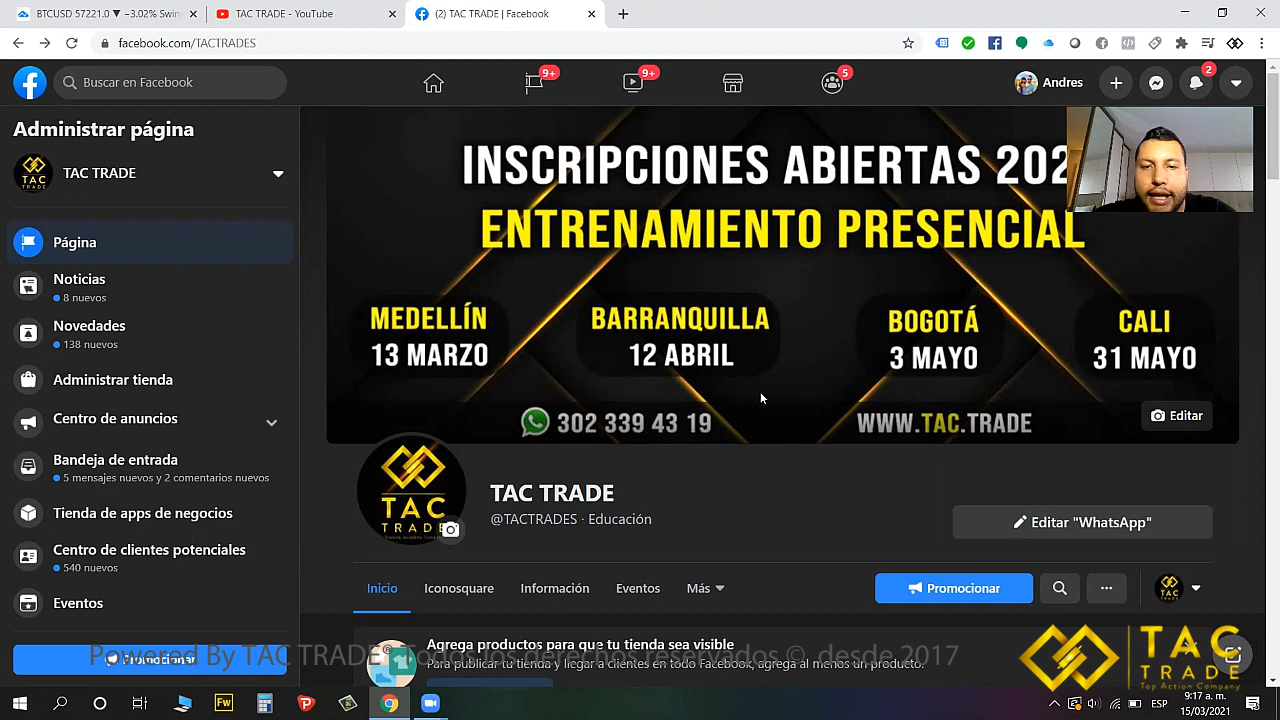 BTCUSD 57221.0 ▼ −3.02% Swin
TAC TRADE - YouTube
(2) TAC TRADE | Facebook
facebook.com/TACTRADES
Buscar en Facebook
9+
9+
5
Andres
2
Administrar página
TAC TRADE
Página
Noticias
8 nuevos
Novedades
138 nuevos
Administrar tienda
Centro de anuncios
Bandeja de entrada
5 mensajes nuevos y 2 comentarios nuevos
Tienda de apps de negocios
Centro de clientes potenciales
540 nuevos
Eventos
Promocionar
INSCRIPCIONES ABIERTAS 202
ENTRENAMIENTO PRESENCIAL
MEDELLÍN
13 MARZO
BARRANQUILLA
12 ABRIL
BOGOTÁ
3 MAYO
CALI
31 MAYO
302 339 43 19
WWW.TAC.TRADE
Editar
TAC
TRADE
TAC TRADE
@TACTRADES · Educación
Editar "WhatsApp"
Inicio
Iconosquare
Información
Eventos
Más
Promocionar
Agrega productos para que tu tienda sea visible
Para publicar tu tienda y llegar a clientes en todo Facebook, agrega al menos un producto.
Powered By TAC TRADE. Todos los derechos reservados ©. desde 2017
TAC
TRADE
Top Action Company
FW
ESP
9:17 a. m.
15/03/2021